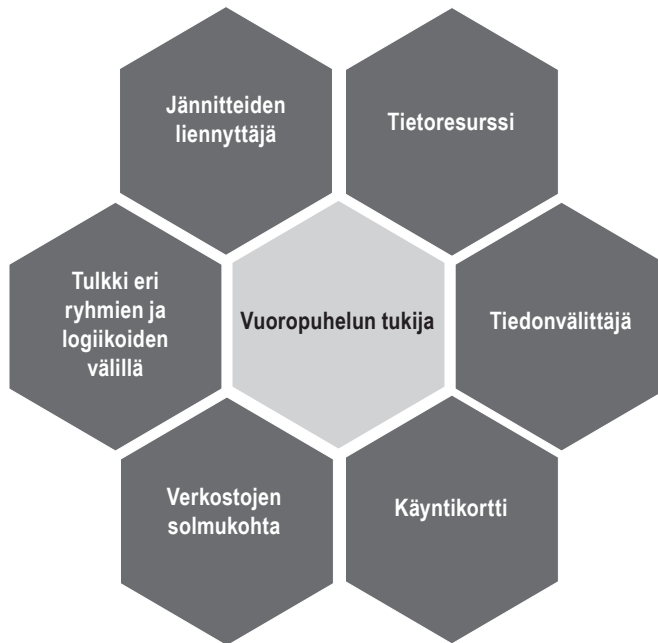 Jännitteiden
liennyttäjä
Tietoresurssi
Tulkki eri
ryhmien ja
logiikoiden
välillä
Vuoropuhelun tukija
Tiedonvälittäjä
Verkostojen
solmukohta
Käyntikortti